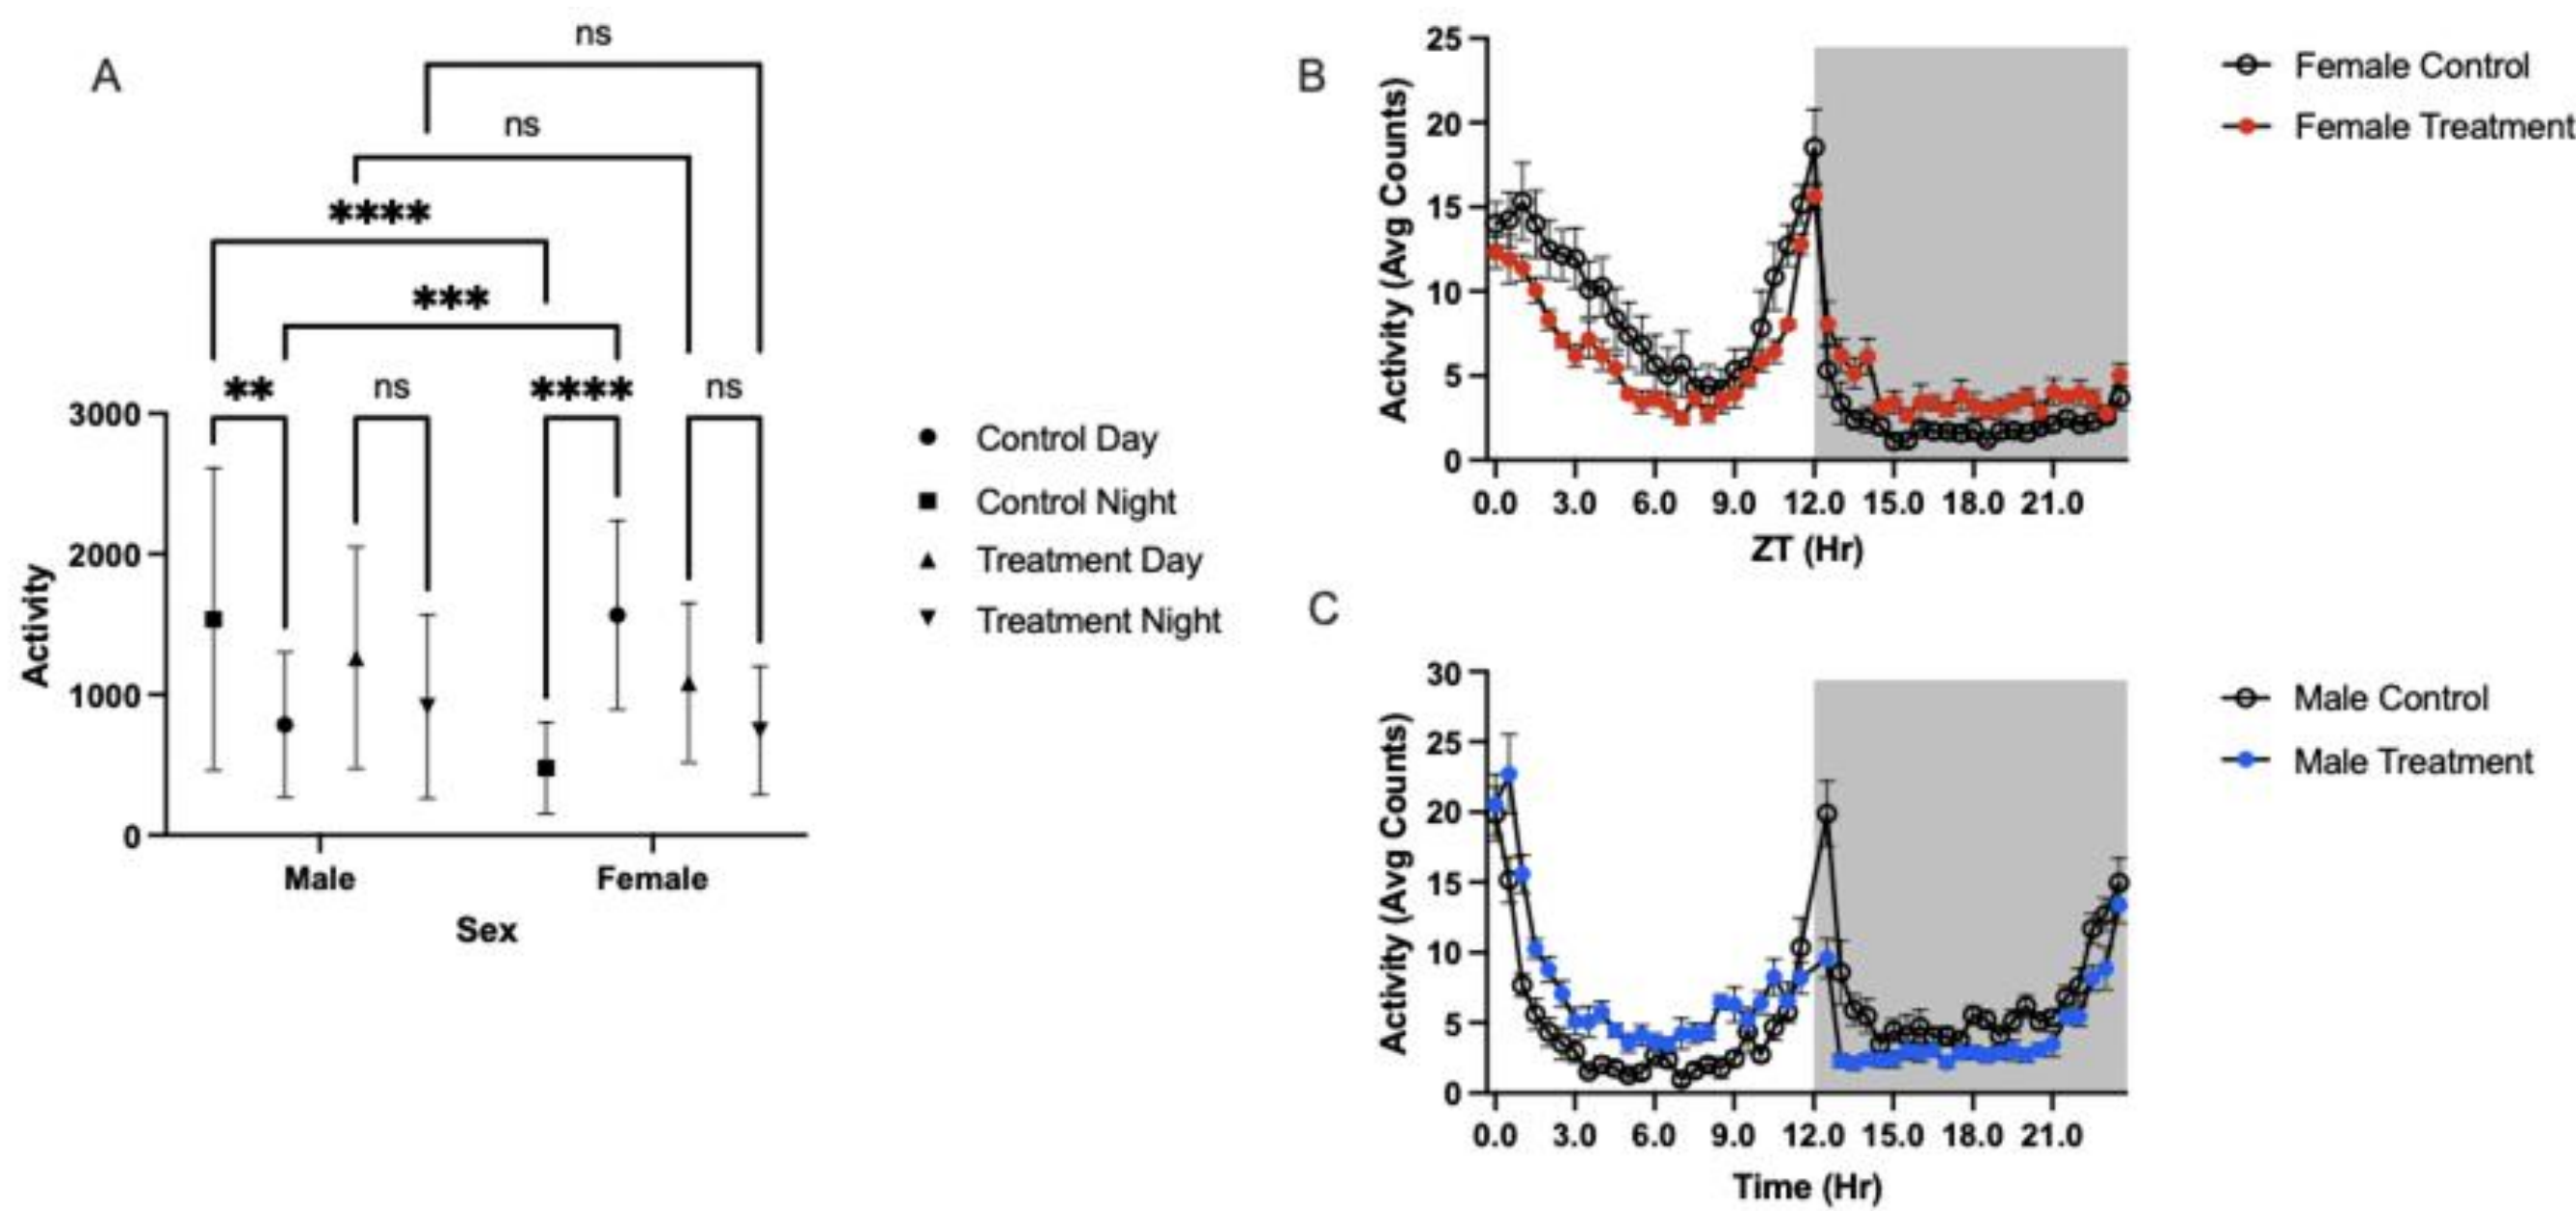 A
ns
ns
****
***
**
ns
****
ns
3000
2000
1000
0
Activity
Male
Female
Sex
Control Day
Control Night
Treatment Day
Treatment Night
B
25
20
15
10
5
0
Activity (Avg Counts)
0.0 3.0 6.0 9.0 12.0 15.0 18.0 21.0
ZT (Hr)
Female Control
Female Treatment
C
30
25
20
15
10
5
0
Activity (Avg Counts)
0.0 3.0 6.0 9.0 12.0 15.0 18.0 21.0
Time (Hr)
Male Control
Male Treatment